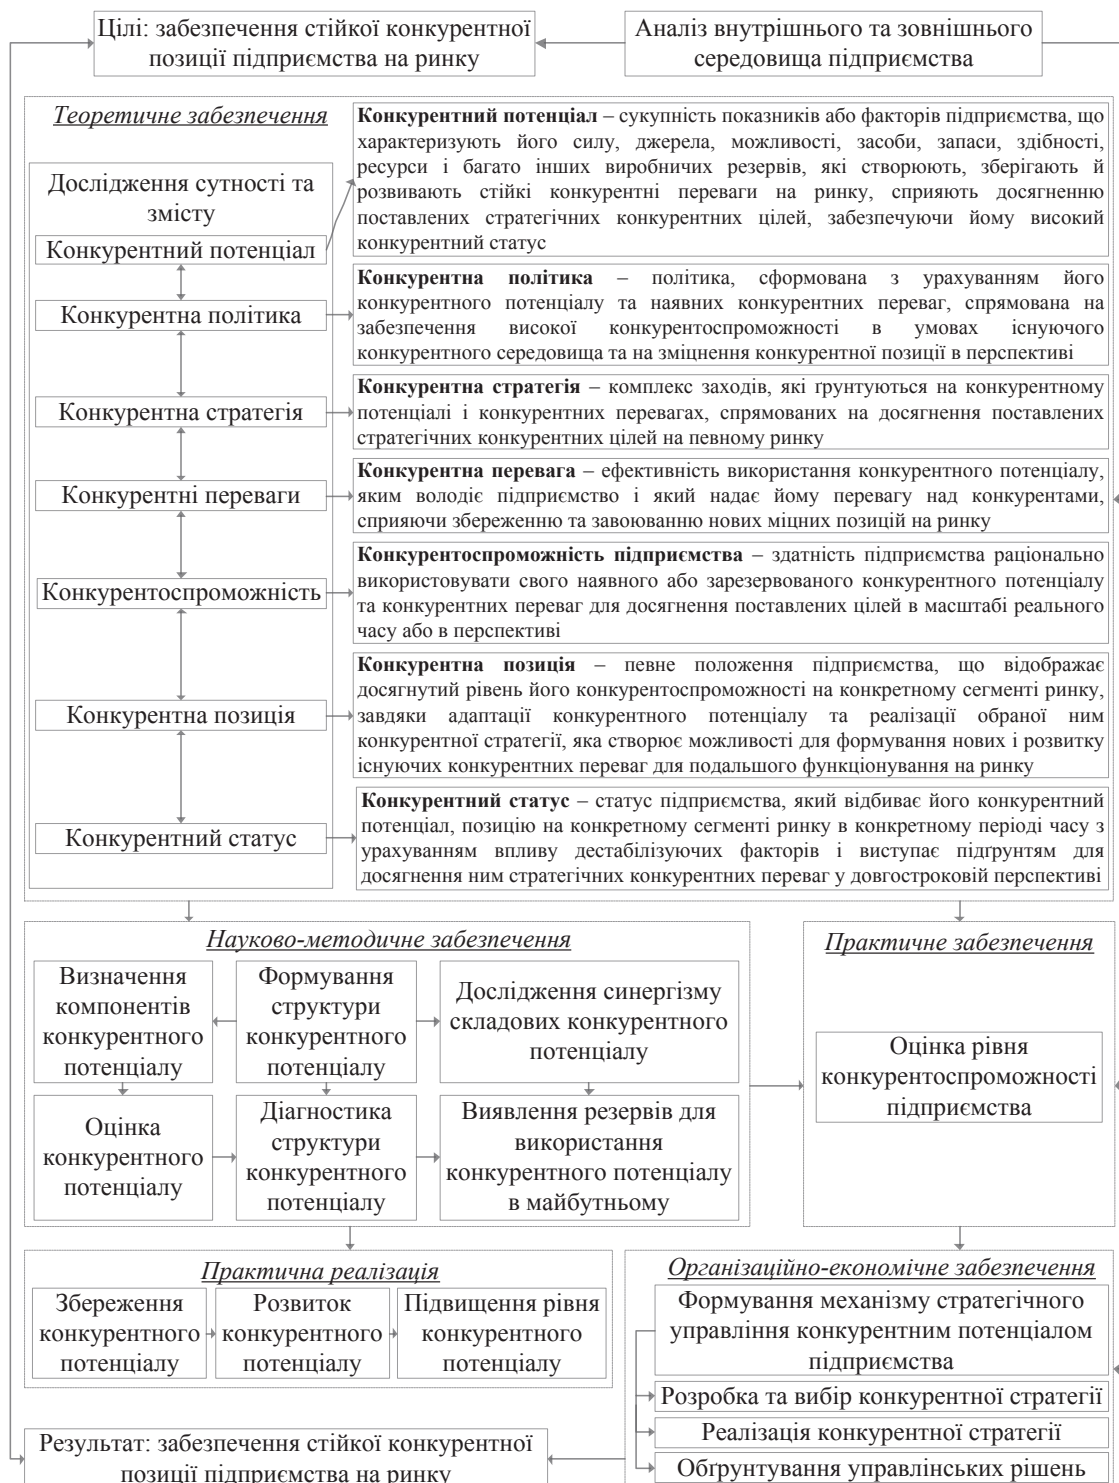 Цілі: забезпечення стійкої конкурентної
позиції підприємства на ринку
Аналіз внутрішнього та зовнішнього
середовища підприємства
Теоретичне забезпечення
Дослідження сутності та
змісту
Конкурентний потенціал
Конкурентна політика
Конкурентна стратегія
Конкурентні переваги
Конкурентоспроможність
Конкурентна позиція
Конкурентний статус
Конкурентний потенціал – сукупність показників або факторів підприємства, що
характеризують його силу, джерела, можливості, засоби, запаси, здібності,
ресурси і багато інших виробничих резервів, які створюють, зберігають й
розвивають стійкі конкурентні переваги на ринку, сприяють досягненню
поставлених стратегічних конкурентних цілей, забезпечуючи йому високий
конкурентний статус
Конкурентна політика – політика, сформована з урахуванням його
конкурентного потенціалу та наявних конкурентних переваг, спрямована на
забезпечення високої конкурентоспроможності в умовах існуючого
конкурентного середовища та на зміцнення конкурентної позиції в перспективі
Конкурентна стратегія – комплекс заходів, які ґрунтуються на конкурентному
потенціалі і конкурентних перевагах, спрямованих на досягнення поставлених
стратегічних конкурентних цілей на певному ринку
Конкурентна перевага – ефективність використання конкурентного потенціалу,
яким володіє підприємство і який надає йому перевагу над конкурентами,
сприяючи збереженню та завоюванню нових міцних позицій на ринку
Конкурентоспроможність підприємства – здатність підприємства раціонально
використовувати свого наявного або зарезервованого конкурентного потенціалу
та конкурентних переваг для досягнення поставлених цілей в масштабі реального
часу або в перспективі
Конкурентна позиція – певне положення підприємства, що відображає
досягнутий рівень його конкурентоспроможності на конкретному сегменті ринку,
завдяки адаптації конкурентного потенціалу та реалізації обраної ним
конкурентної стратегії, яка створює можливості для формування нових і розвитку
існуючих конкурентних переваг для подальшого функціонування на ринку
Конкурентний статус – статус підприємства, який відбиває його конкурентний
потенціал, позицію на конкретному сегменті ринку в конкретному періоді часу з
урахуванням впливу дестабілізуючих факторів і виступає підґрунтям для
досягнення ним стратегічних конкурентних переваг у довгостроковій перспективі
Науково-методичне забезпечення
Визначення
компонентів
конкурентного
потенціалу
Формування
структури
конкурентного
потенціалу
Дослідження синергізму
складових конкурентного
потенціалу
Оцінка
конкурентного
потенціалу
Діагностика
структури
конкурентного
потенціалу
Виявлення резервів для
використання
конкурентного потенціалу
в майбутньому
Практичне забезпечення
Оцінка рівня
конкурентоспроможності
підприємства
Практична реалізація
Збереження
конкурентного
потенціалу
Розвиток
конкурентного
потенціалу
Підвищення рівня
конкурентного
потенціалу
Організаційно-економічне забезпечення
Формування механізму стратегічного
управління конкурентним потенціалом
підприємства
Розробка та вибір конкурентної стратегії
Реалізація конкурентної стратегії
Обґрунтування управлінських рішень
Результат: забезпечення стійкої конкурентної
позиції підприємства на ринку